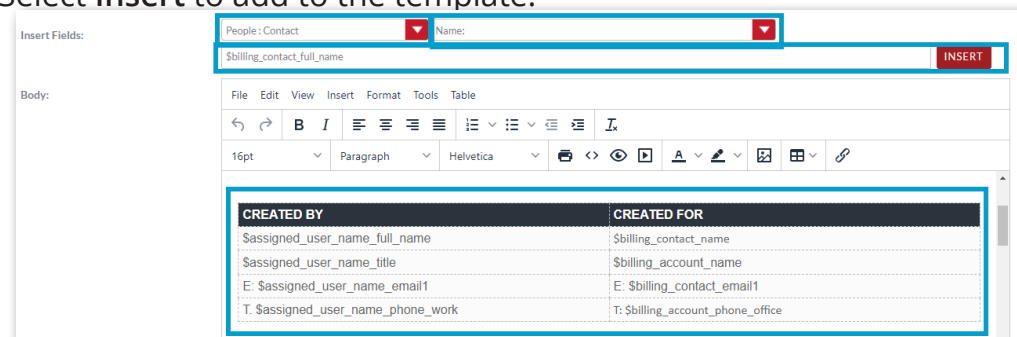 Select Insert to add to the template.
Insert Fields:
People : Contact
Name:
$billing_contact_full_name
INSERT
Body:
File Edit View Insert Format Tools Table
B I
16pt Paragraph Helvetica A
CREATED BY CREATED FOR
$assigned_user_name_full_name $billing_contact_name
$assigned_user_name_title $billing_account_name
E: $assigned_user_name_email1 E: $billing_contact_email1
T. $assigned_user_name_phone_work T: $billing_account_phone_office